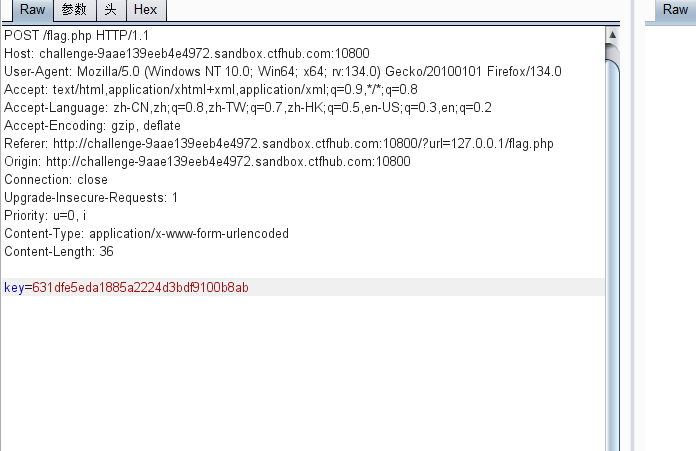 Raw 参数 头 Hex Raw
POST /flag.php HTTP/1.1
Host: challenge-9aae139eeb4e4972.sandbox.ctfhub.com:10800
User-Agent: Mozilla/5.0 (Windows NT 10.0; Win64; x64; rv:134.0) Gecko/20100101 Firefox/134.0
Accept: text/html,application/xhtml+xml,application/xml;q=0.9,*/*;q=0.8
Accept-Language: zh-CN,zh;q=0.8,zh-TW;q=0.7,zh-HK;q=0.5,en-US;q=0.3,en;q=0.2
Accept-Encoding: gzip, deflate
Referer: http://challenge-9aae139eeb4e4972.sandbox.ctfhub.com:10800/?url=127.0.0.1/flag.php
Origin: http://challenge-9aae139eeb4e4972.sandbox.ctfhub.com:10800
Connection: close
Upgrade-Insecure-Requests: 1
Priority: u=0, i
Content-Type: application/x-www-form-urlencoded
Content-Length: 36
key=631dfe5eda1885a2224d3bdf9100b8ab